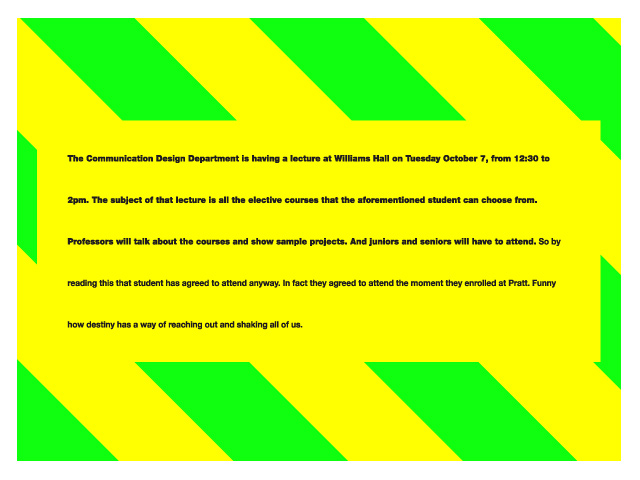 The Communication Design Department is having a lecture at Williams Hall on Tuesday October 7, from 12:30 to
2pm. The subject of that lecture is all the elective courses that the aforementioned student can choose from.
Professors will talk about the courses and show sample projects. And juniors and seniors will have to attend. So by
reading this that student has agreed to attend anyway. In fact they agreed to attend the moment they enrolled at Pratt. Funny
how destiny has a way of reaching out and shaking all of us.